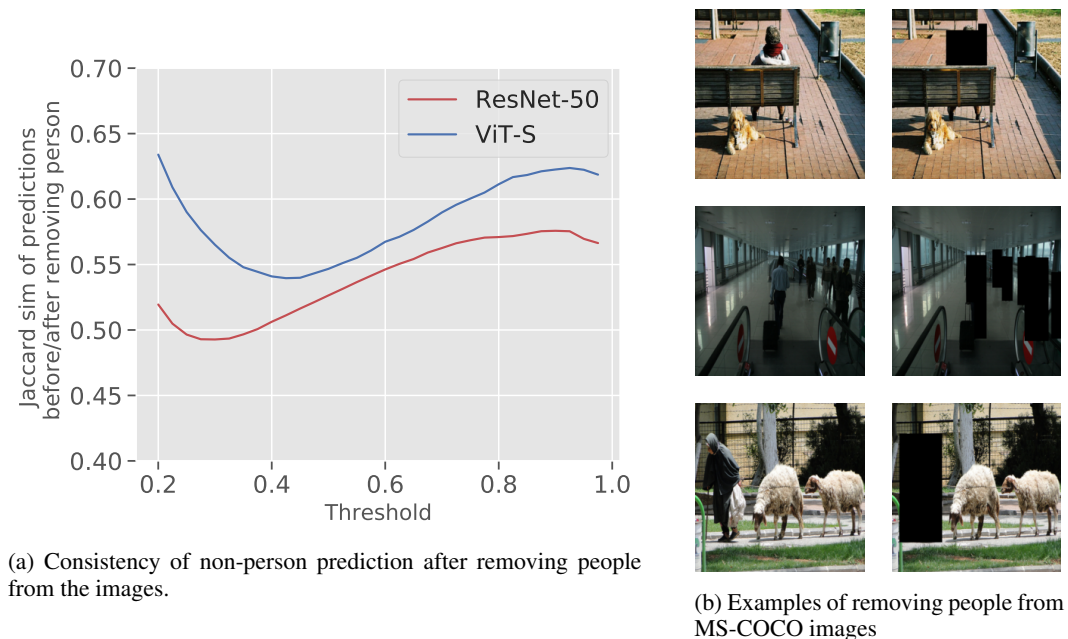 0.70
0.65
0.60
0.55
0.50
0.45
0.40
Jaccard sim of predictions
before/after removing person
ResNet-50
ViT-S
0.2
0.4
0.6
0.8
1.0
Threshold
(a) Consistency of non-person prediction after removing people
from the images.
(b) Examples of removing people from
MS-COCO images